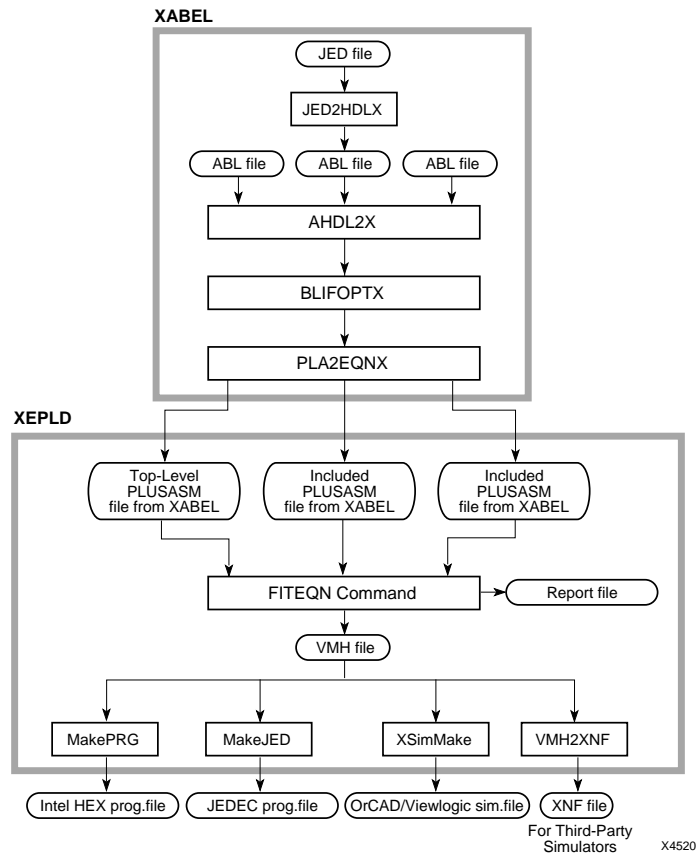 XABEL
JED file
JED2HDLX
ABL file
ABL file
ABL file
AHDL2X
BLIFOPTX
PLA2EQNX
XEPLD
Top-Level
PLUSASM
file from XABEL
Included
PLUSASM
file from XABEL
Included
PLUSASM
file from XABEL
FITEQN Command
Report file
VMH file
MakePRG
MakeJED
XSimMake
VMH2XNF
Intel HEX prog.file
JEDEC prog.file
OrCAD/Viewlogic sim.file
XNF file
For Third-Party
Simulators
X4520